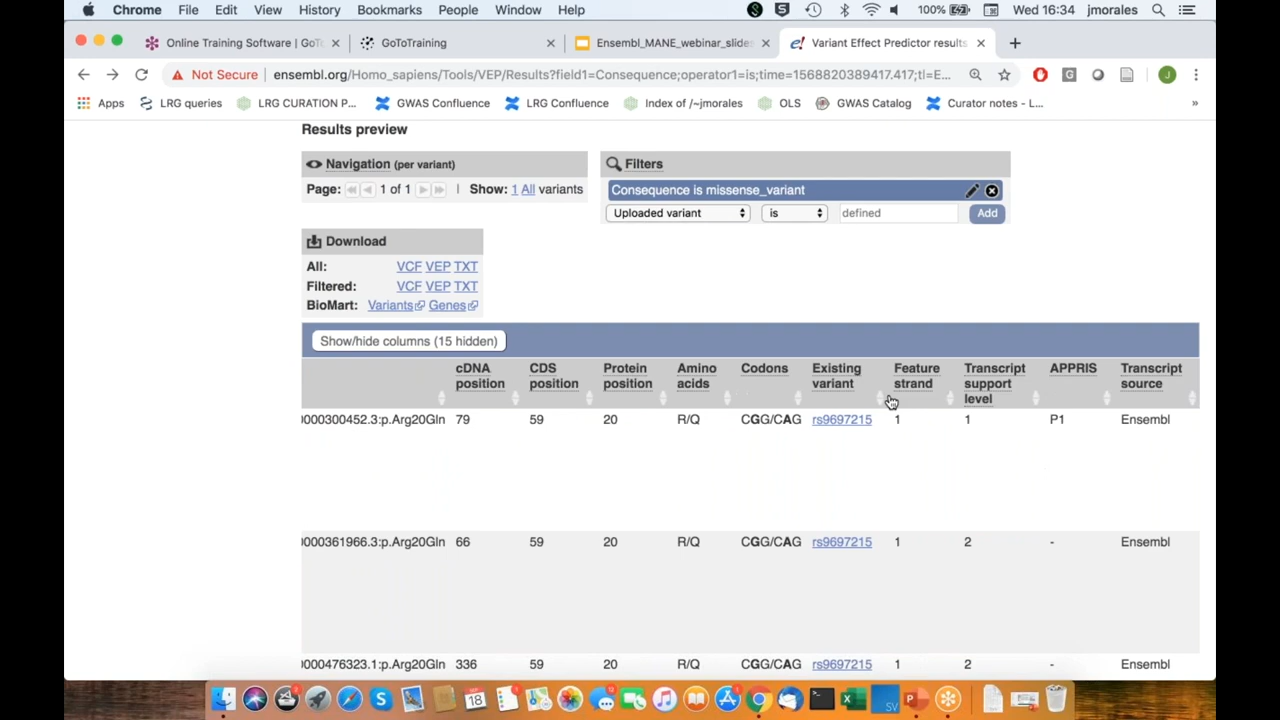 Chrome File Edit View History Bookmarks People Window Help 100% Wed 16:34 jmorales
Online Training Software | GoTo GoToTraining Ensembl_MANE_webinar_slides Variant Effect Predictor results
Not Secure ensembl.org/Homo_sapiens/Tools/VEP/Results?field1=Consequence;operator1=is;time=1568820389417.417;tl=E...
Apps LRG queries LRG CURATION P... GWAS Confluence LRG Confluence Index of /~jmorales OLS GWAS Catalog Curator notes - L... »
Results preview
Navigation (per variant)
Page: 1 of 1 | Show: 1 All variants
Filters
Consequence is missense_variant
Uploaded variant is defined Add
Download
All: VCF VEP TXT
Filtered: VCF VEP TXT
BioMart: Variants Genes
Show/hide columns (15 hidden)
cDNA position CDS position Protein position Amino acids Codons Existing variant Feature strand Transcript support level APPRIS Transcript source
0000300452.3:p.Arg20Gln 79 59 20 R/Q CGG/CAG rs9697215 1 1 P1 Ensembl
0000361966.3:p.Arg20Gln 66 59 20 R/Q CGG/CAG rs9697215 1 2 - Ensembl
0000476323.1:p.Arg20Gln 336 59 20 R/Q CGG/CAG rs9697215 1 2 - Ensembl